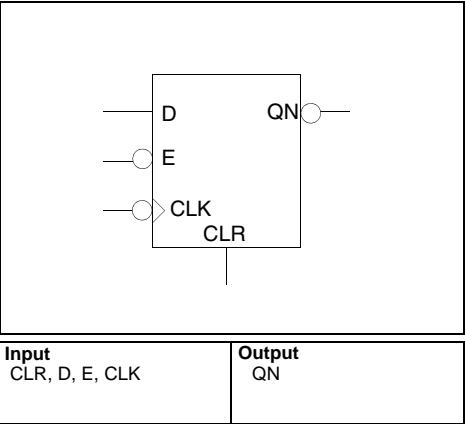 D QN
E
CLK
CLR
Input Output
CLR, D, E, CLK QN